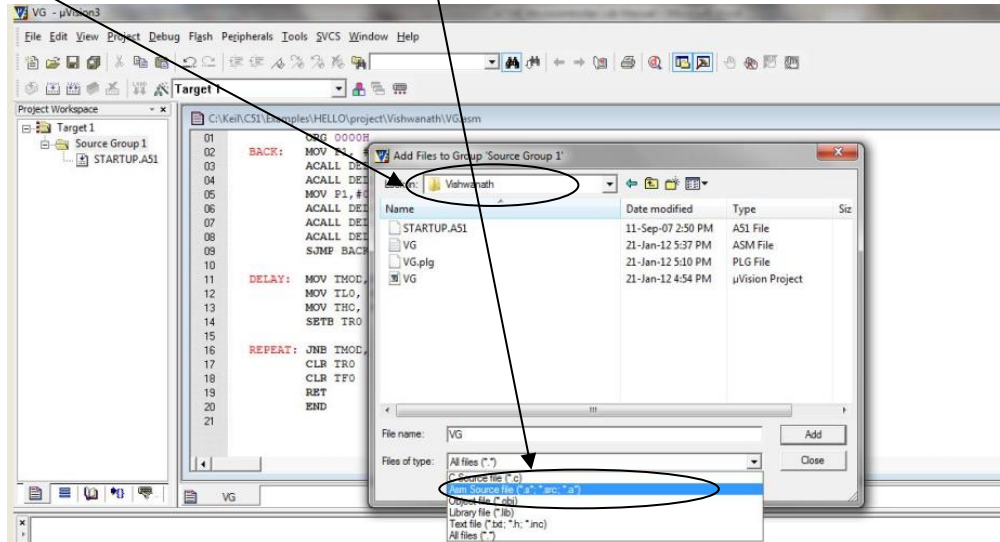 VG - µVision3
File Edit View Project Debug Flash Peripherals Tools SVCS Window Help
Target 1
Project Workspace
Target 1
Source Group 1
STARTUP.A51
C:\Keil\C51\Examples\HELLO\project\Vishwanath\VG.asm
01 ORG 0000H
02 BACK: MOV P1, #
03 ACALL DEL
04 ACALL DEL
05 MOV P1,#0
06 ACALL DEL
07 ACALL DEL
08 ACALL DEL
09 SJMP BACK
10
11 DELAY: MOV TMOD,
12 MOV TL0,
13 MOV THO,
14 SETB TR0
15
16 REPEAT: JNB TMOD,
17 CLR TR0
18 CLR TF0
19 RET
20 END
21
VG
Add Files to Group 'Source Group 1'
Vishwanath
Name Date modified Type Siz
STARTUP.A51 11-Sep-07 2:50 PM A51 File
VG 21-Jan-12 5:37 PM ASM File
VG.plg 21-Jan-12 5:10 PM PLG File
VG 21-Jan-12 4:54 PM µVision Project
File name: VG Add
Files of type: All files (*.*) Close
C Source file (*.c)
Asm Source file (*.s*; *.src; *.a*)
Object file (*.obj)
Library file (*.lib)
Text file (*.txt; *.h; *.inc)
All files (*.*)